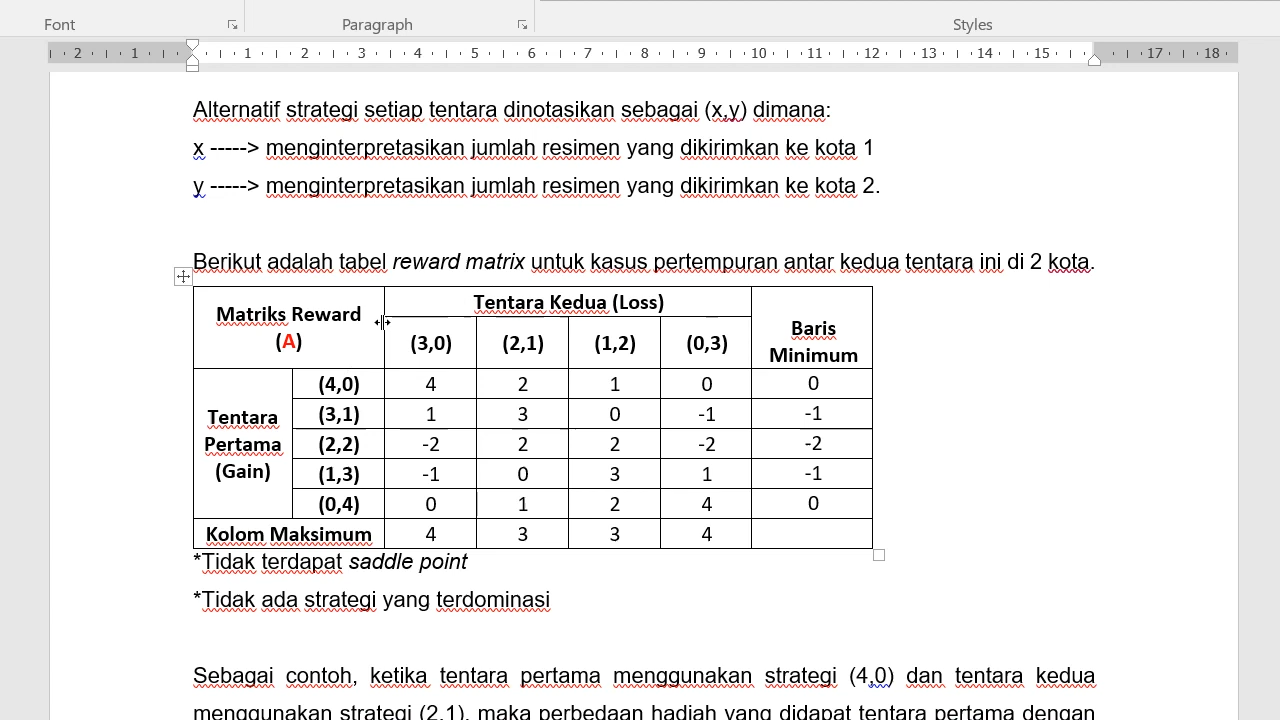 Font Paragraph Styles
2 1 1 2 3 4 5 6 7 8 9 10 11 12 13 14 15 17 18
Alternatif strategi setiap tentara dinotasikan sebagai (x,y) dimana:
x -----> menginterpretasikan jumlah resimen yang dikirimkan ke kota 1
y -----> menginterpretasikan jumlah resimen yang dikirimkan ke kota 2.
Berikut adalah tabel reward matrix untuk kasus pertempuran antar kedua tentara ini di 2 kota.
Matriks Reward
(A)
Tentara Kedua (Loss)
Baris
Minimum
(3,0) (2,1) (1,2) (0,3)
Tentara
Pertama
(Gain)
(4,0) 4 2 1 0 0
(3,1) 1 3 0 -1 -1
(2,2) -2 2 2 -2 -2
(1,3) -1 0 3 1 -1
(0,4) 0 1 2 4 0
Kolom Maksimum 4 3 3 4
*Tidak terdapat saddle point
*Tidak ada strategi yang terdominasi
Sebagai contoh, ketika tentara pertama menggunakan strategi (4,0) dan tentara kedua
menggunakan strategi (2,1), maka perbedaan hadiah yang didapat tentara pertama dengan